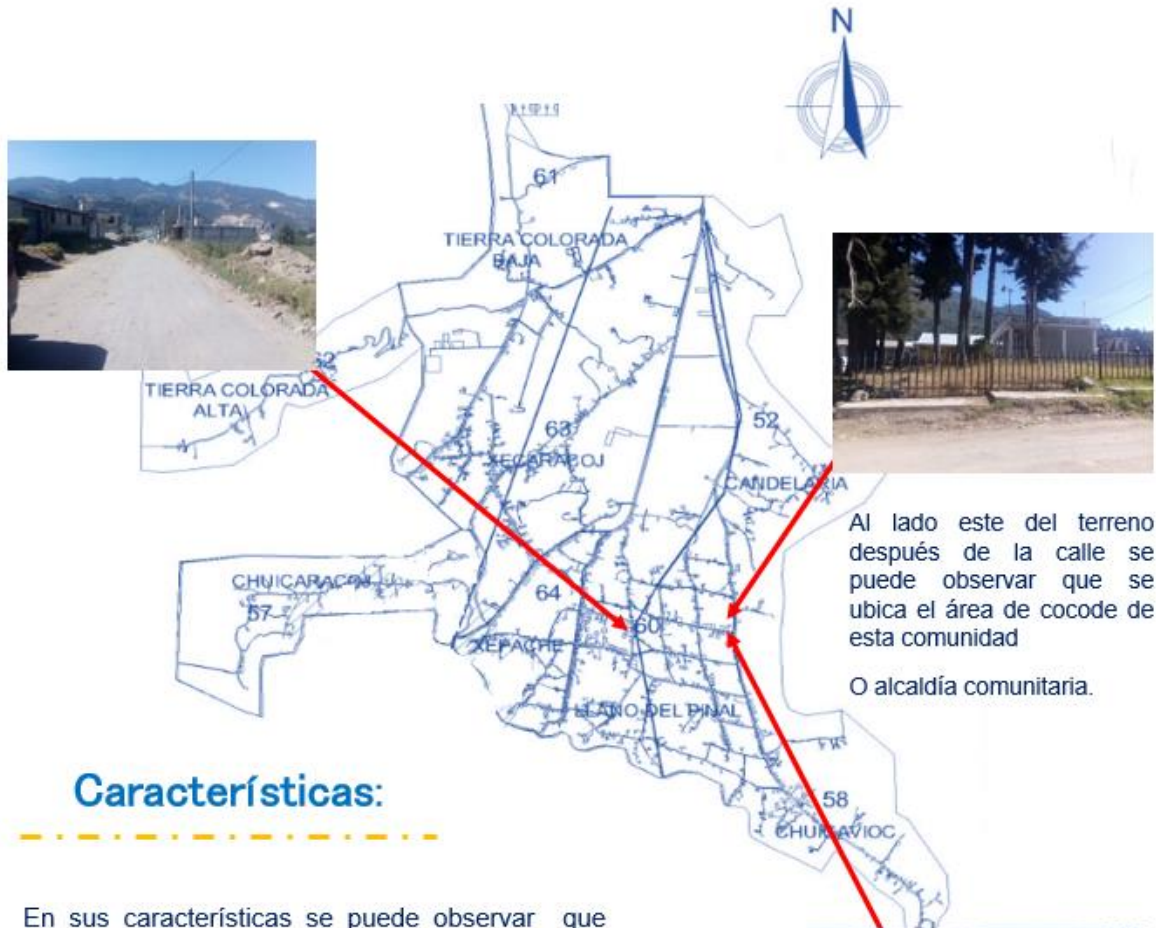 N
61
TIERRA COLORADA
BAJA
62
TIERRA COLORADA
ALTA
63
XECARACOJ
52
CANDELARIA
Al lado este del terreno
después de la calle se
puede observar que se
ubica el área de cocode de
esta comunidad
O alcaldía comunitaria.
CHUICARACOJ
57
64
60
XEPACHE
LLANO DEL PINAL
58
CHUICAVIOC
Características:
En sus características se puede observar que